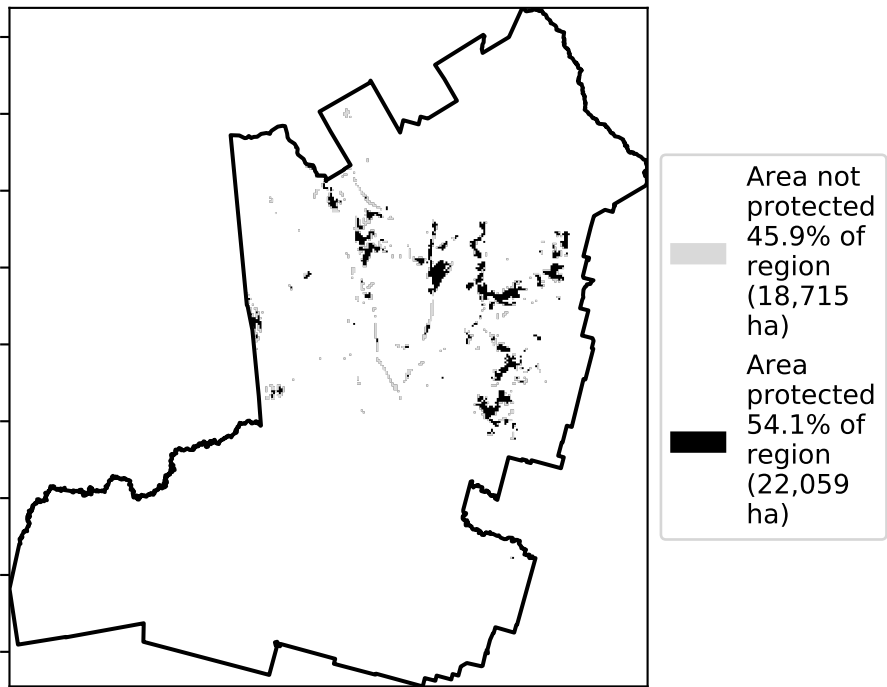 Area not
protected
45.9% of
region
(18,715
ha)
Area
protected
54.1% of
region
(22,059
ha)